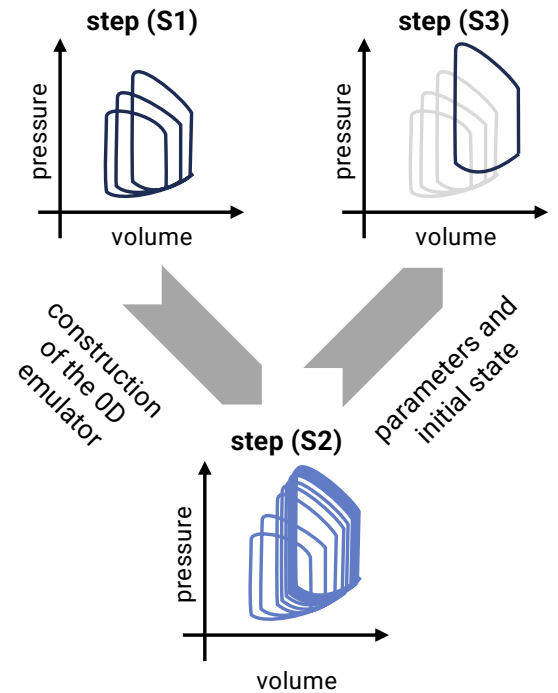 step (S1)
pressure
volume
step (S3)
pressure
volume
construction
of the 0D
emulator
parameters and
initial state
step (S2)
pressure
volume